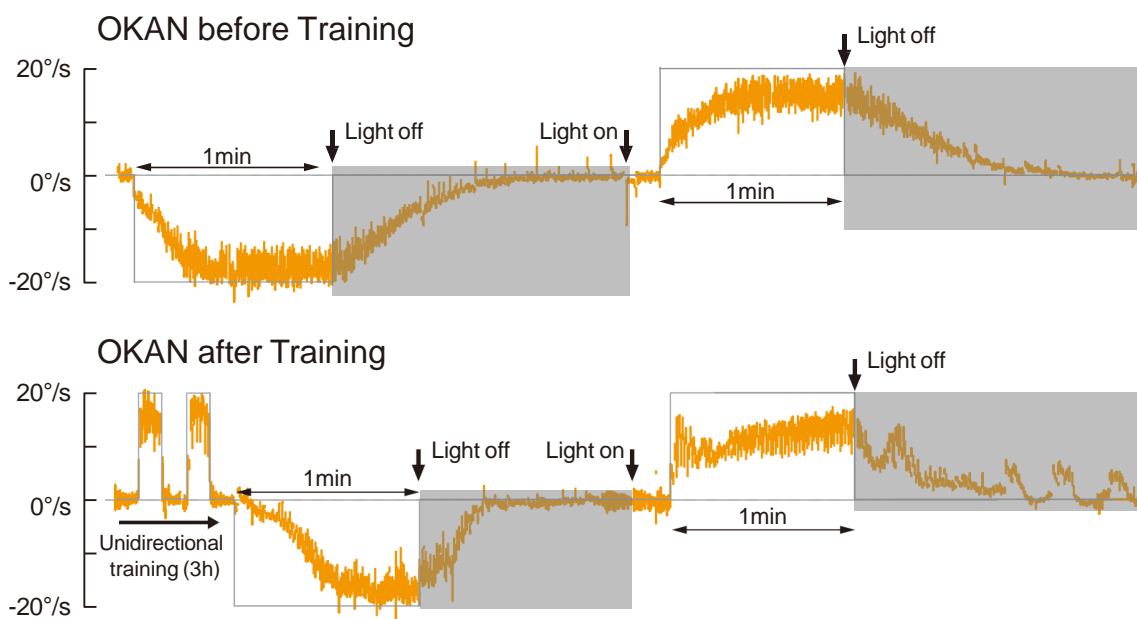 OKAN before Training
Light off
20°/s
Light off
Light on
1min
0°/s
1min
-20°/s
OKAN after Training
Light off
20°/s
Light off
Light on
1min
0°/s
1min
Unidirectional
training (3h)
-20°/s